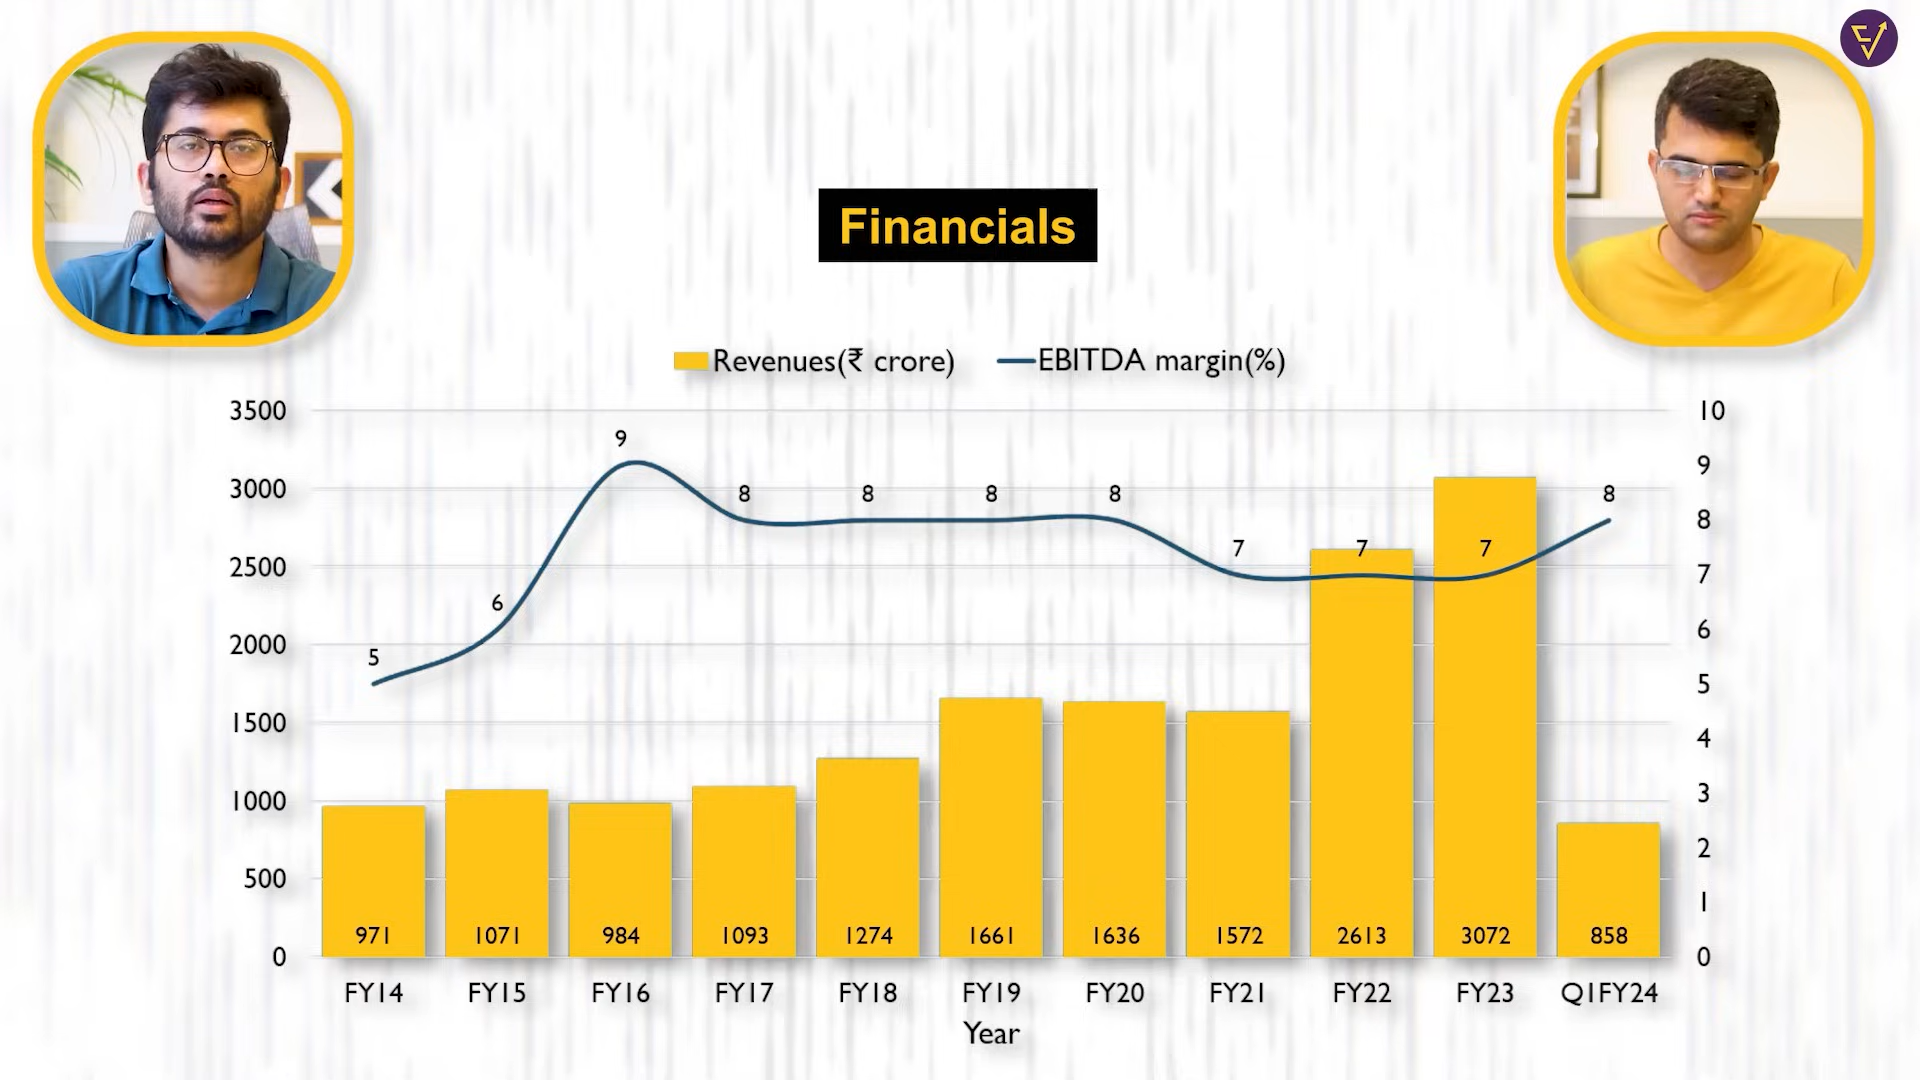 Financials
Revenues(₹ crore) EBITDA margin(%)
3500 10
9
9
3000 8 8 8 8 8
8
2500 7 7 7
7
6
2000 6
5
5
1500
4
1000 3
2
500
1
971 1071 984 1093 1274 1661 1636 1572 2613 3072 858
0 0
FY14 FY15 FY16 FY17 FY18 FY19 FY20 FY21 FY22 FY23 Q1FY24
Year